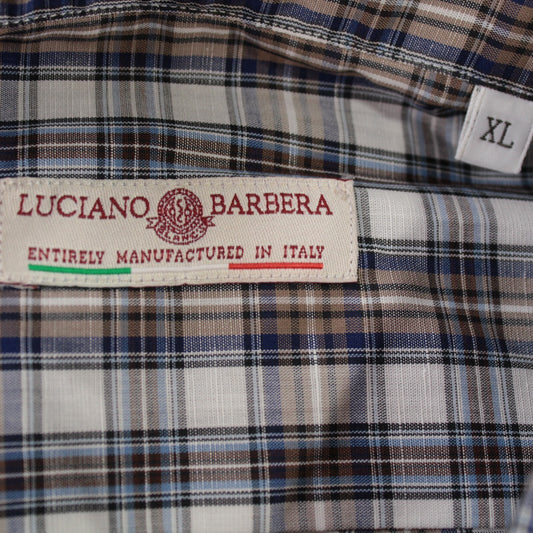 LUCIANO BARBERA
ENTIRELY MANUFACTURED IN ITALY
XL